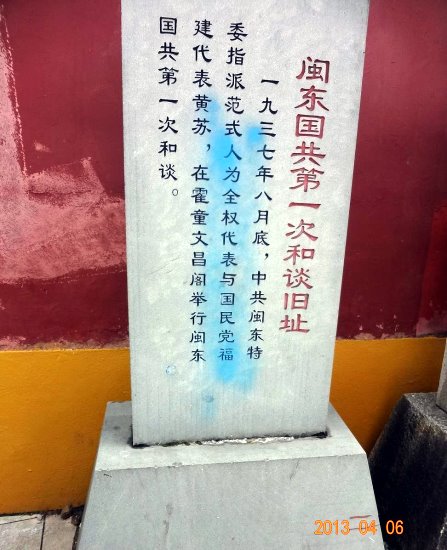 闽东国共第一次和谈旧址
一九三七年八月底，中共闽东特
委指派范式人为全权代表与国民党福
建代表黄苏，在霍童文昌阁举行闽东
国共第一次和谈。
2013-04-06